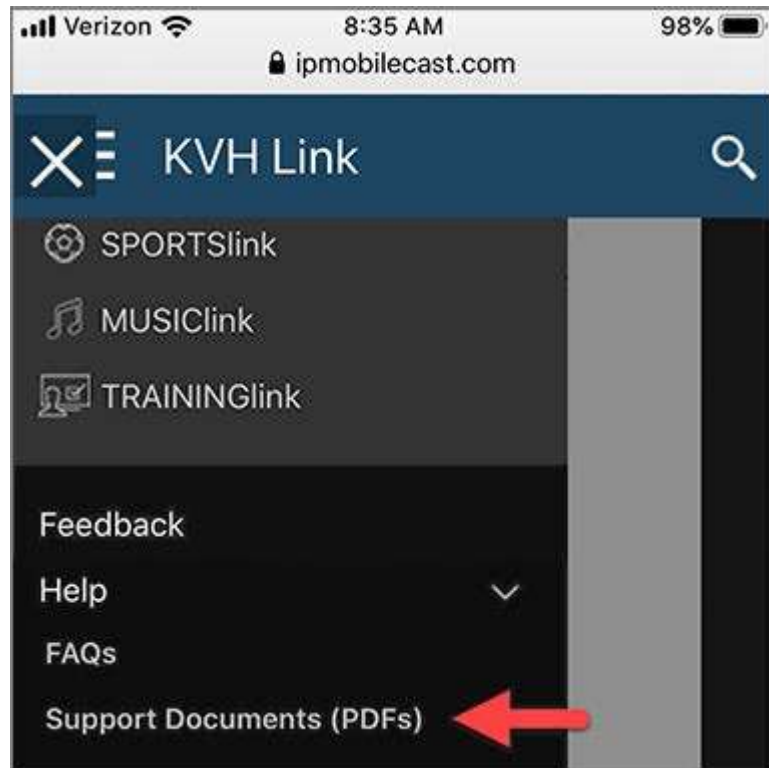 Verizon 8:35 AM 98%
ipmobilecast.com
KVH Link
SPORTSlink
MUSIClink
TRAININGlink
Feedback
Help
FAQs
Support Documents (PDFs)